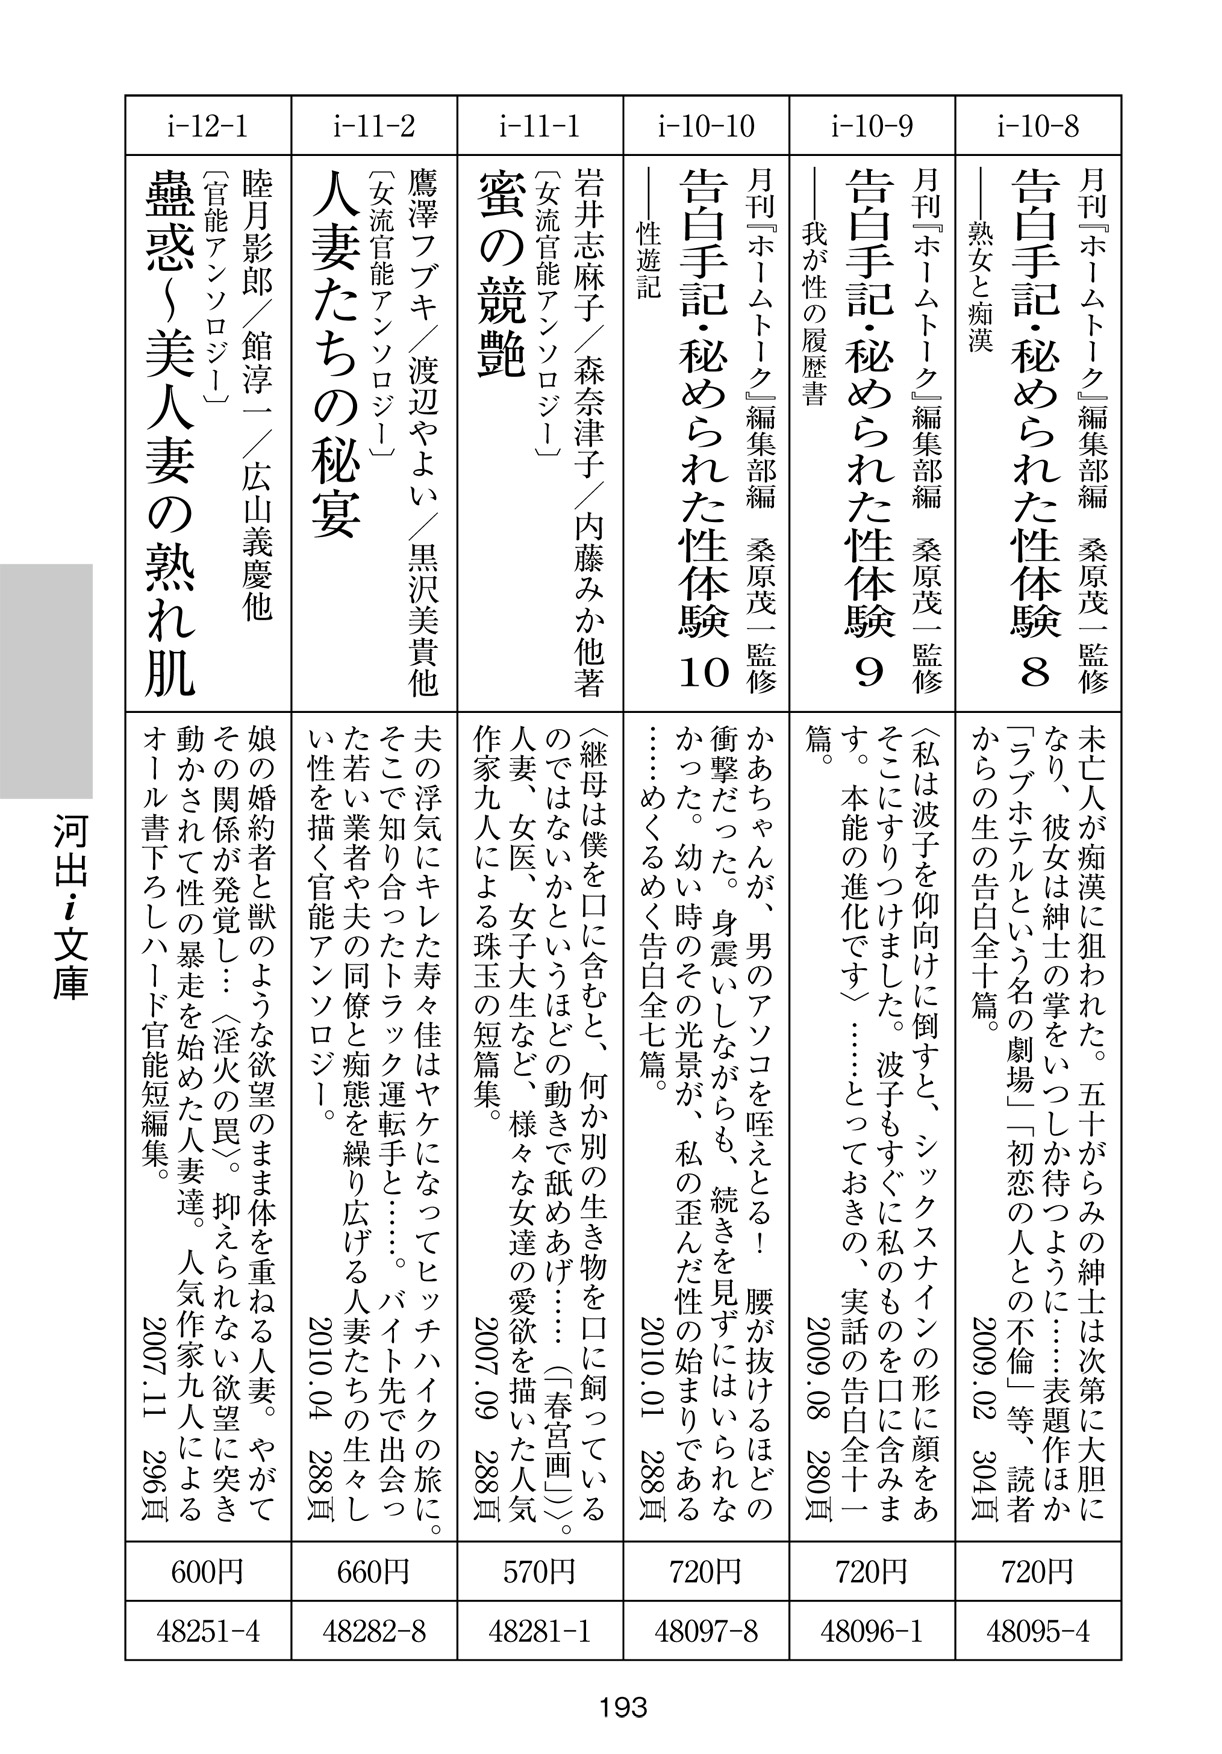 i-10-8
月刊『ホームトーク』編集部編　桑原茂一監修
告白手記・秘められた性体験 8
――熟女と痴漢
未亡人が痴漢に狙われた。五十がらみの紳士は次第に大胆に
なり、彼女は紳士の掌をいつしか待つように……表題作ほか
「ラブホテルという名の劇場」「初恋の人との不倫」等、読者
からの生の告白全十篇。
2009.02　304頁
720円
48095-4
i-10-9
月刊『ホームトーク』編集部編　桑原茂一監修
告白手記・秘められた性体験 9
――我が性の履歴書
〈私は波子を仰向けに倒すと、シックスナインの形に顔をあ
そこにすりつけました。波子もすぐに私のものを口に含みま
す。本能の進化です〉……とっておきの、実話の告白全十一
篇。
2009.08　280頁
720円
48096-1
i-10-10
月刊『ホームトーク』編集部編　桑原茂一監修
告白手記・秘められた性体験 10
――性遊記
かあちゃんが、男のアソコを咥えとる！　腰が抜けるほどの
衝撃だった。身震いしながらも、続きを見ずにはいられな
かった。幼い時のその光景が、私の歪んだ性の始まりである
……めくるめく告白全七篇。
2010.01　288頁
720円
48097-8
i-11-1
岩井志麻子／森奈津子／内藤みか他著
〔女流官能アンソロジー〕
蜜の競艶
〈継母は僕を口に含むと、何か別の生き物を口に飼っている
のではないかというほどの動きで舐めあげ……（「春宮画」）〉。
人妻、女医、女子大生など、様々な女達の愛欲を描いた人気
作家九人による珠玉の短篇集。
2007.09　288頁
570円
48281-1
i-11-2
鷹澤フブキ／渡辺やよい／黒沢美貴他
〔女流官能アンソロジー〕
人妻たちの秘宴
夫の浮気にキレた寿々佳はヤケになってヒッチハイクの旅に。
そこで知り合ったトラック運転手と……。バイト先で出会っ
た若い業者や夫の同僚と痴態を繰り広げる人妻たちの生々し
い性を描く官能アンソロジー。
2010.04　288頁
660円
48282-8
i-12-1
睦月影郎／館淳一／広山義慶他
〔官能アンソロジー〕
蠱惑～美人妻の熟れ肌
娘の婚約者と獣のような欲望のまま体を重ねる人妻。やがて
その関係が発覚し…〈淫火の罠〉。抑えられない欲望に突き
動かされて性の暴走を始めた人妻達。人気作家九人による
オール書下ろしハード官能短編集。
2007.11　296頁
600円
48251-4
河出i文庫
193